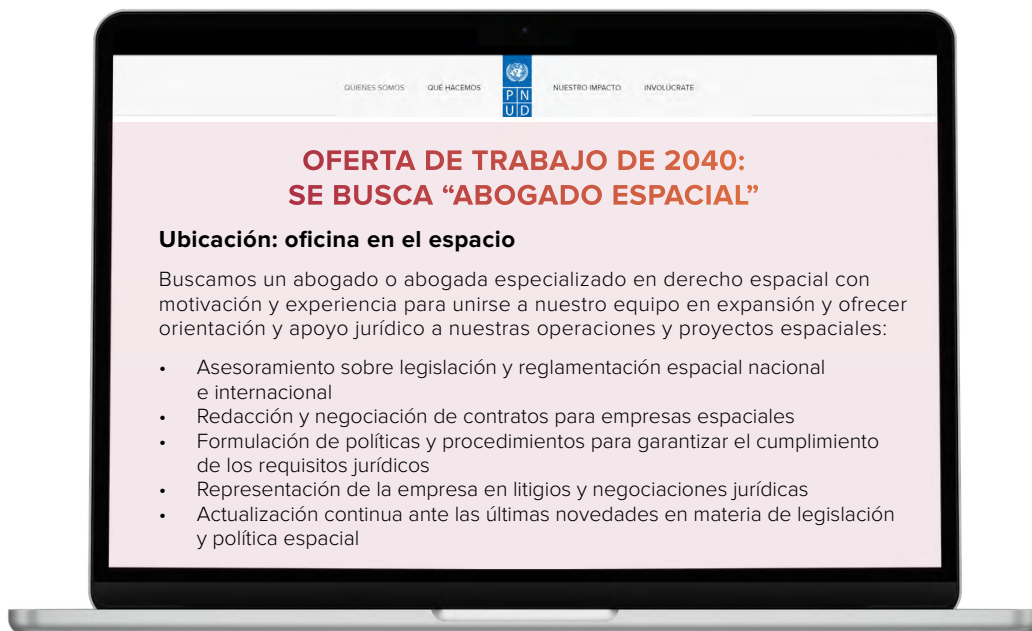 QUIENES SOMOS QUÉ HACEMOS PN UD NUESTRO IMPACTO INVOLÚCRATE
OFERTA DE TRABAJO DE 2040:
SE BUSCA “ABOGADO ESPACIAL”
Ubicación: oficina en el espacio
Buscamos un abogado o abogada especializado en derecho espacial con
motivación y experiencia para unirse a nuestro equipo en expansión y ofrecer
orientación y apoyo jurídico a nuestras operaciones y proyectos espaciales:
• Asesoramiento sobre legislación y reglamentación espacial nacional
e internacional
• Redacción y negociación de contratos para empresas espaciales
• Formulación de políticas y procedimientos para garantizar el cumplimiento
de los requisitos jurídicos
• Representación de la empresa en litigios y negociaciones jurídicas
• Actualización continua ante las últimas novedades en materia de legislación
y política espacial